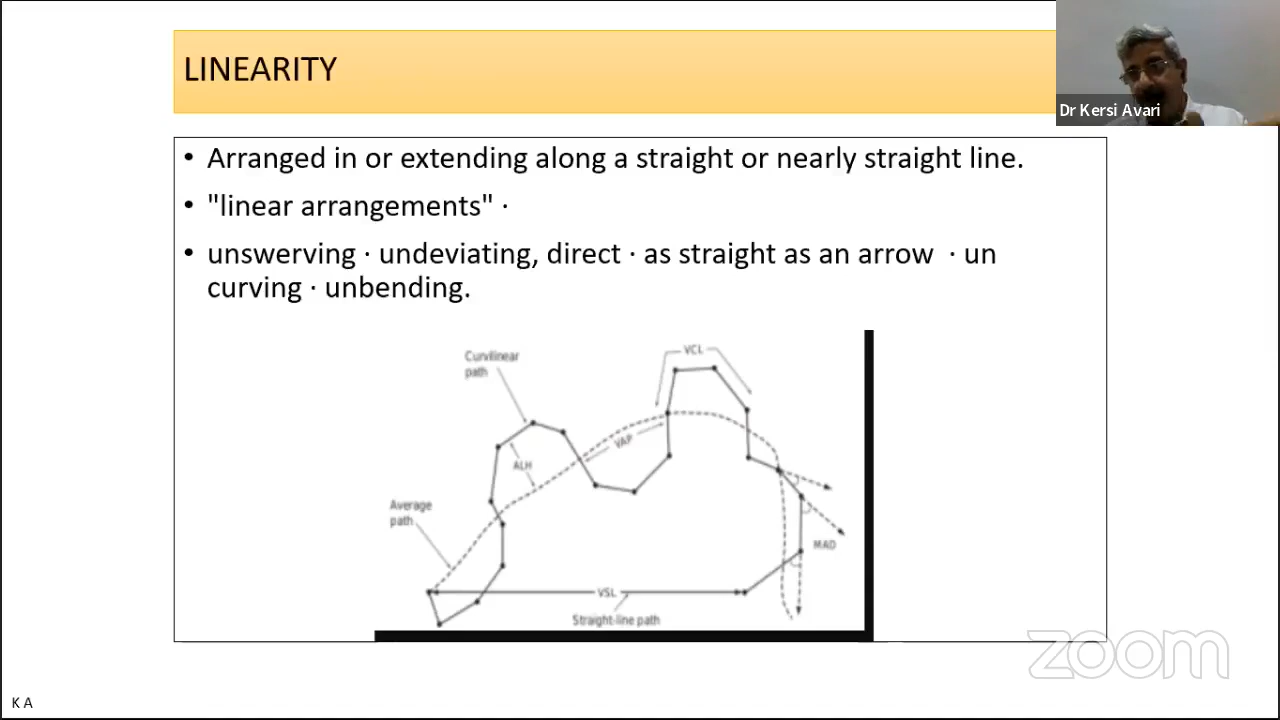 LINEARITY
Dr Kersi Avari
• Arranged in or extending along a straight or nearly straight line.
• "linear arrangements" ·
• unswerving · undeviating, direct · as straight as an arrow · un
curving · unbending.
Curvilinear
path
VCL
VAP
ALH
Average
path
MAD
VSL
Straight-line path
zoom
K A